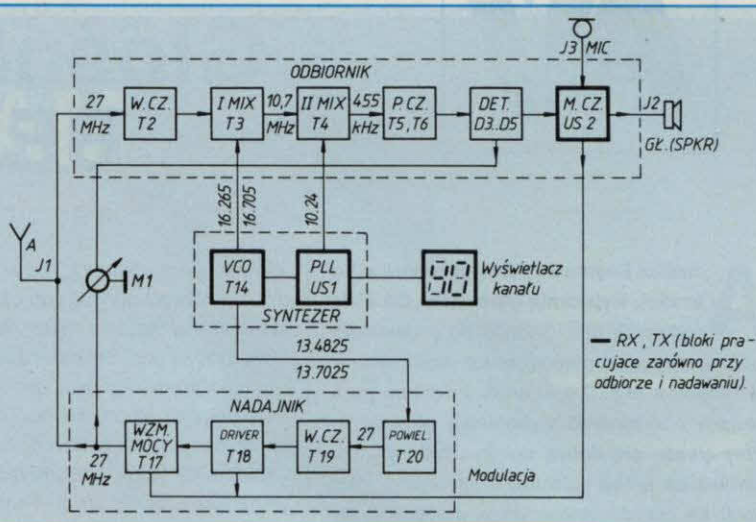 J3 MIC
ODBIORNIK
27
MHz
W.CZ.
T2
I MIX
T3
10,7
MHz
II MIX
T4
455
kHz
P.CZ.
T5,T6
DET.
D3..D5
M.CZ.
US2
J2
GŁ.(SPKR)
16.265
16.705
10.24
A
J1
M1
VCO
T14
PLL
US1
SYNTEZER
Wyświetlacz
kanału
13.4825
13.7025
RX , TX (bloki pra-
cujace zarówno przy
odbiorze i nadawaniu).
NADAJNIK
27
MHz
WZM.
MOCY
T17
DRIVER
T18
W.CZ.
T19
27
POWIEL.
T20
Modulacja